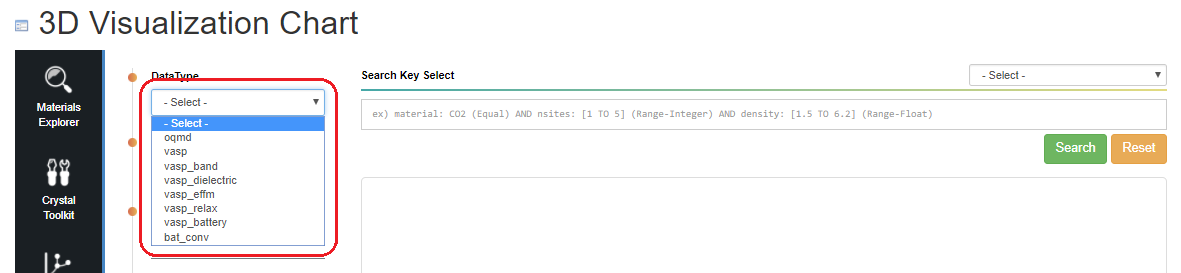 3D Visualization Chart
Materials
Explorer
Crystal
Toolkit
DataType
- Select -
- Select -
oqmd
vasp
vasp_band
vasp_dielectric
vasp_effm
vasp_relax
vasp_battery
bat_conv
Search Key Select
- Select -
ex) material: CO2 (Equal) AND nsites: [1 TO 5] (Range-Integer) AND density: [1.5 TO 6.2] (Range-Float)
Search
Reset